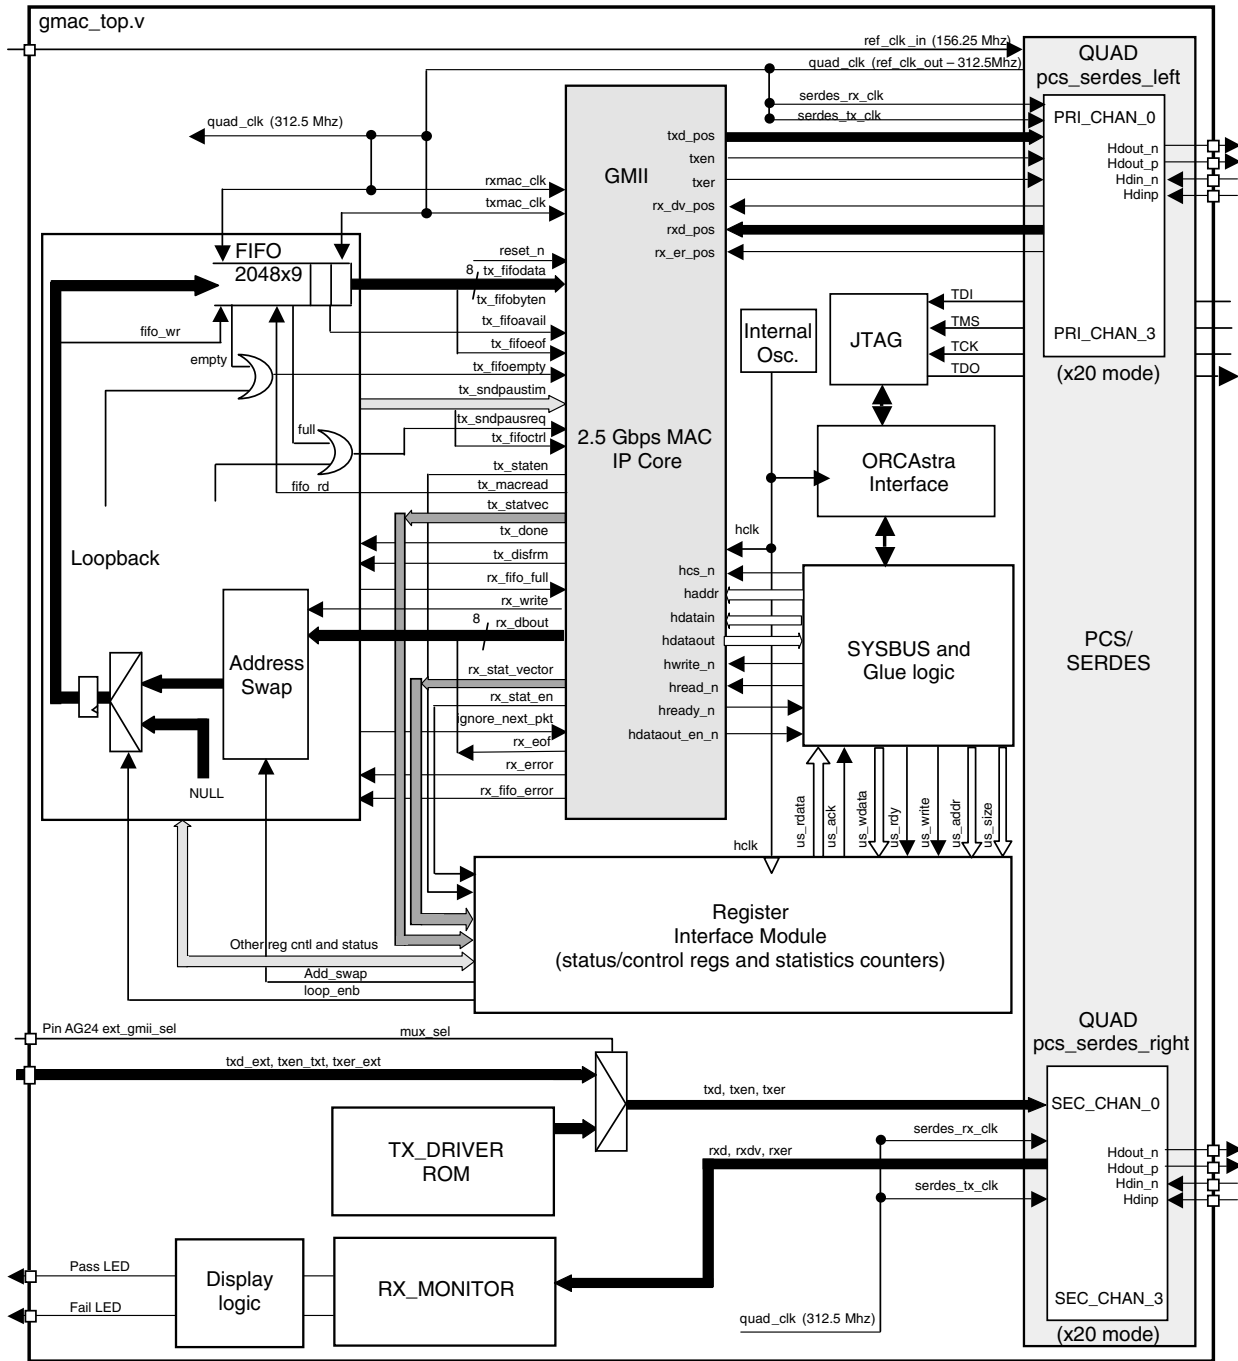 gmac_top.v
ref_clk_in (156.25 Mhz)
quad_clk (ref_clk_out – 312.5Mhz)
QUAD
pcs_serdes_left
serdes_rx_clk
serdes_tx_clk
PRI_CHAN_0
quad_clk (312.5 Mhz)
txd_pos
txen
txer
rx_dv_pos
rxd_pos
rx_er_pos
Hdout_n
Hdout_p
Hdin_n
Hdinp
GMII
rxmac_clk
txmac_clk
reset_n
FIFO
2048x9
8
tx_fifodata
tx_fifobyten
tx_fifoavail
tx_fifoeof
tx_fifoempty
tx_sndpaustim
tx_sndpausreq
tx_fifoctrl
fifo_wr
empty
full
fifo_rd
TDI
TMS
TCK
TDO
JTAG
Internal
Osc.
PRI_CHAN_3
(x20 mode)
2.5 Gbps MAC
IP Core
ORCAstra
Interface
tx_staten
tx_macread
tx_statvec
tx_done
tx_disfrm
rx_fifo_full
rx_write
8
rx_dbout
rx_stat_vector
rx_stat_en
ignore_next_pkt
rx_eof
rx_error
rx_fifo_error
Loopback
Address
Swap
NULL
hclk
hcs_n
haddr
hdatain
hdataout
hwrite_n
hread_n
hready_n
hdataout_en_n
SYSBUS and
Glue logic
PCS/
SERDES
us_rdata
us_ack
us_wdata
us_rdy
us_write
us_addr
us_size
hclk
Register
Interface Module
(status/control regs and statistics counters)
Other reg cntl and status
Add_swap
loop_enb
Pin AG24 ext_gmii_sel
mux_sel
txd_ext, txen_txt, txer_ext
txd, txen, txer
QUAD
pcs_serdes_right
SEC_CHAN_0
TX_DRIVER
ROM
serdes_rx_clk
rxd, rxdv, rxer
serdes_tx_clk
Hdout_n
Hdout_p
Hdin_n
Hdinp
Pass LED
Fail LED
Display
logic
RX_MONITOR
quad_clk (312.5 Mhz)
SEC_CHAN_3
(x20 mode)